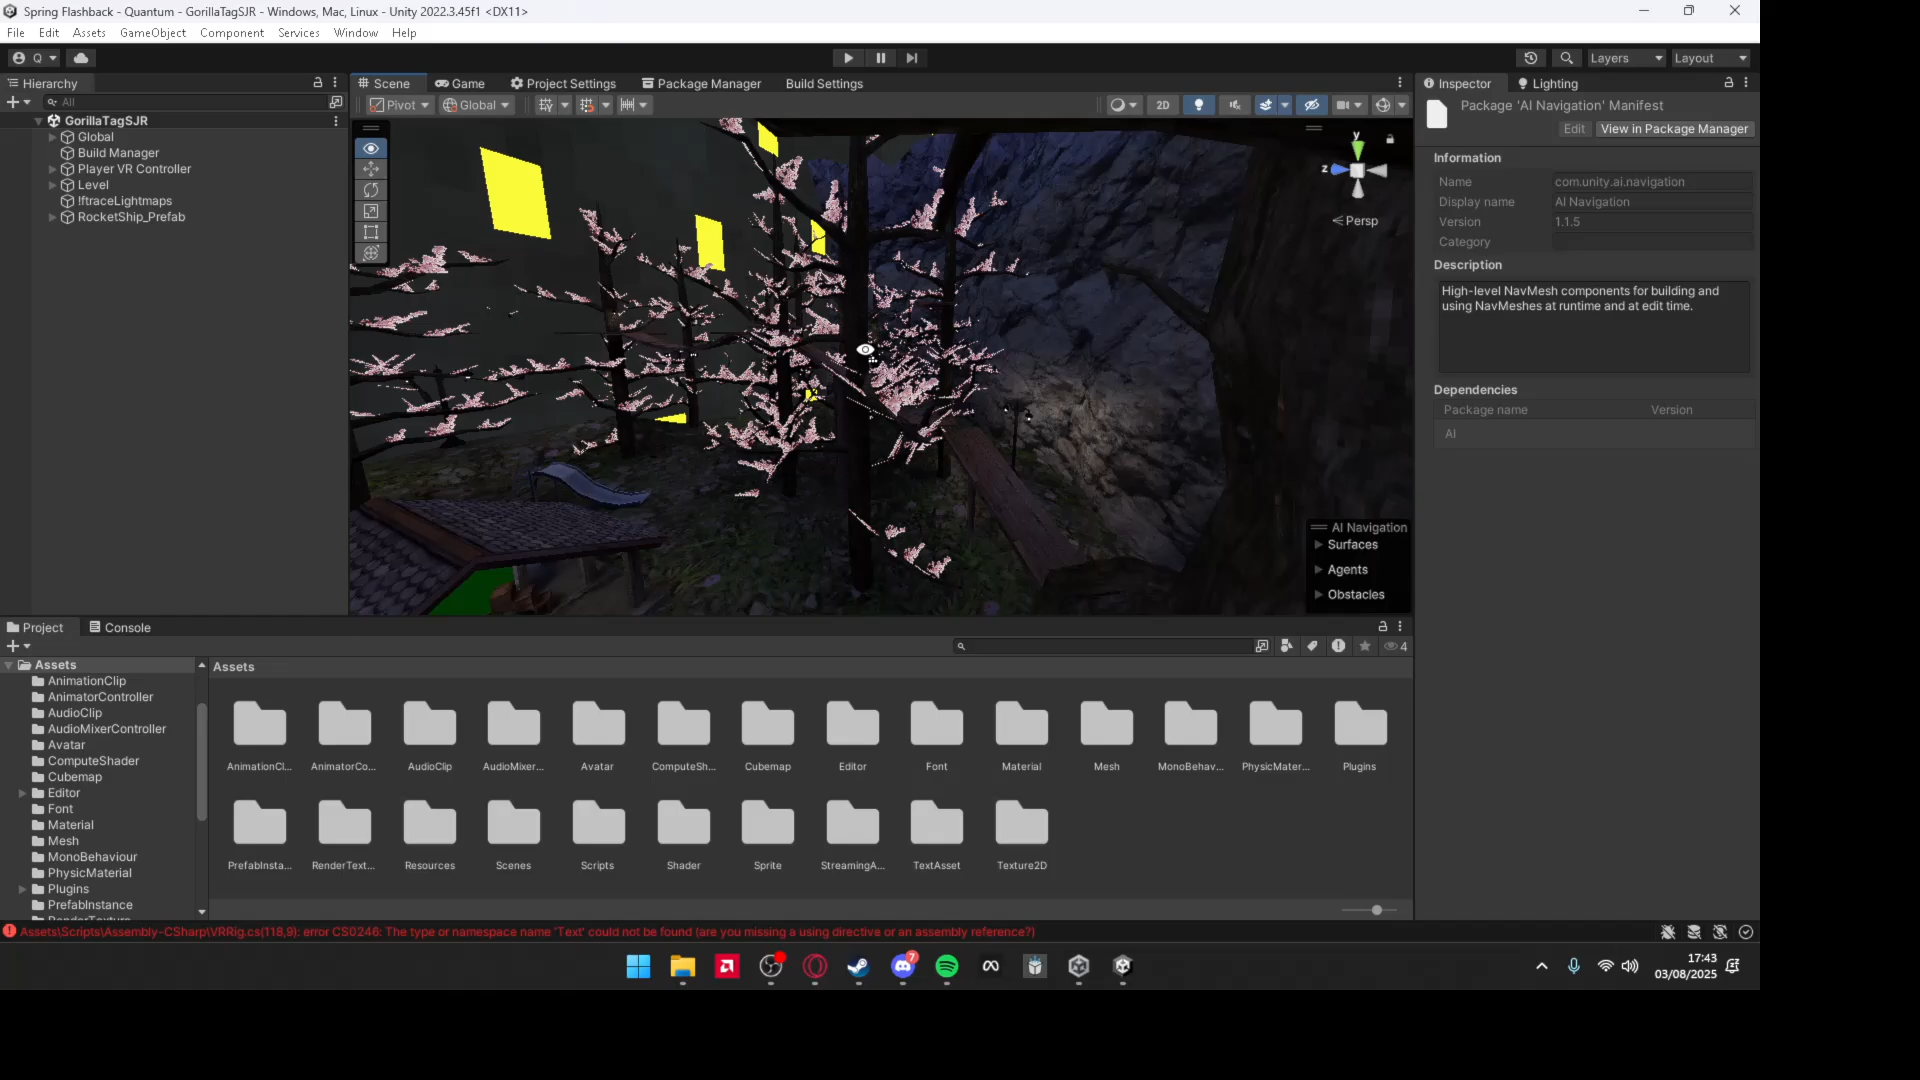 Spring Flashback - Quantum - GorillaTagSJR - Windows, Mac, Linux - Unity 2022.3.45f1 <DX11>
File Edit Assets GameObject Component Services Window Help
Q Layers Layout
Hierarchy
All
GorillaTagSJR
Global
Build Manager
Player VR Controller
Level
!ftraceLightmaps
RocketShip_Prefab
Scene Game Project Settings Package Manager Build Settings
Pivot Global 2D
y
z
Persp
AI Navigation
Surfaces
Agents
Obstacles
Inspector Lighting
Package 'AI Navigation' Manifest
Edit View in Package Manager
Information
Name com.unity.ai.navigation
Display name AI Navigation
Version 1.1.5
Category
Description
High-level NavMesh components for building and
using NavMeshes at runtime and at edit time.
Dependencies
Package name Version
AI
Project Console
4
Assets
AnimationClip
AnimatorController
AudioClip
AudioMixerController
Avatar
ComputeShader
Cubemap
Editor
Font
Material
Mesh
MonoBehaviour
PhysicMaterial
Plugins
PrefabInstance
RenderTexture
Assets
AnimationCl... AnimatorCo... AudioClip AudioMixer... Avatar ComputeSh... Cubemap Editor Font Material Mesh MonoBehav... PhysicMater... Plugins
PrefabInsta... RenderText... Resources Scenes Scripts Shader Sprite StreamingA... TextAsset Texture2D
Assets\Scripts\Assembly-CSharp\VRRig.cs(118,9): error CS0246: The type or namespace name 'Text' could not be found (are you missing a using directive or an assembly reference?)
7
17:43
03/08/2025